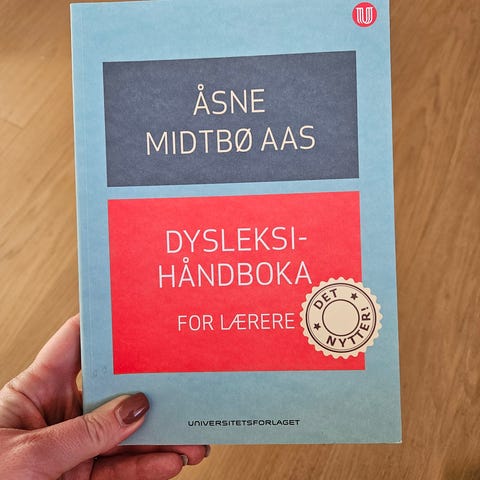 U
ÅSNE
MIDTBØ AAS
DYSLEKSI-
HÅNDBOKA
FOR LÆRERE
DET
NYTTER!
UNIVERSITETSFORLAGET